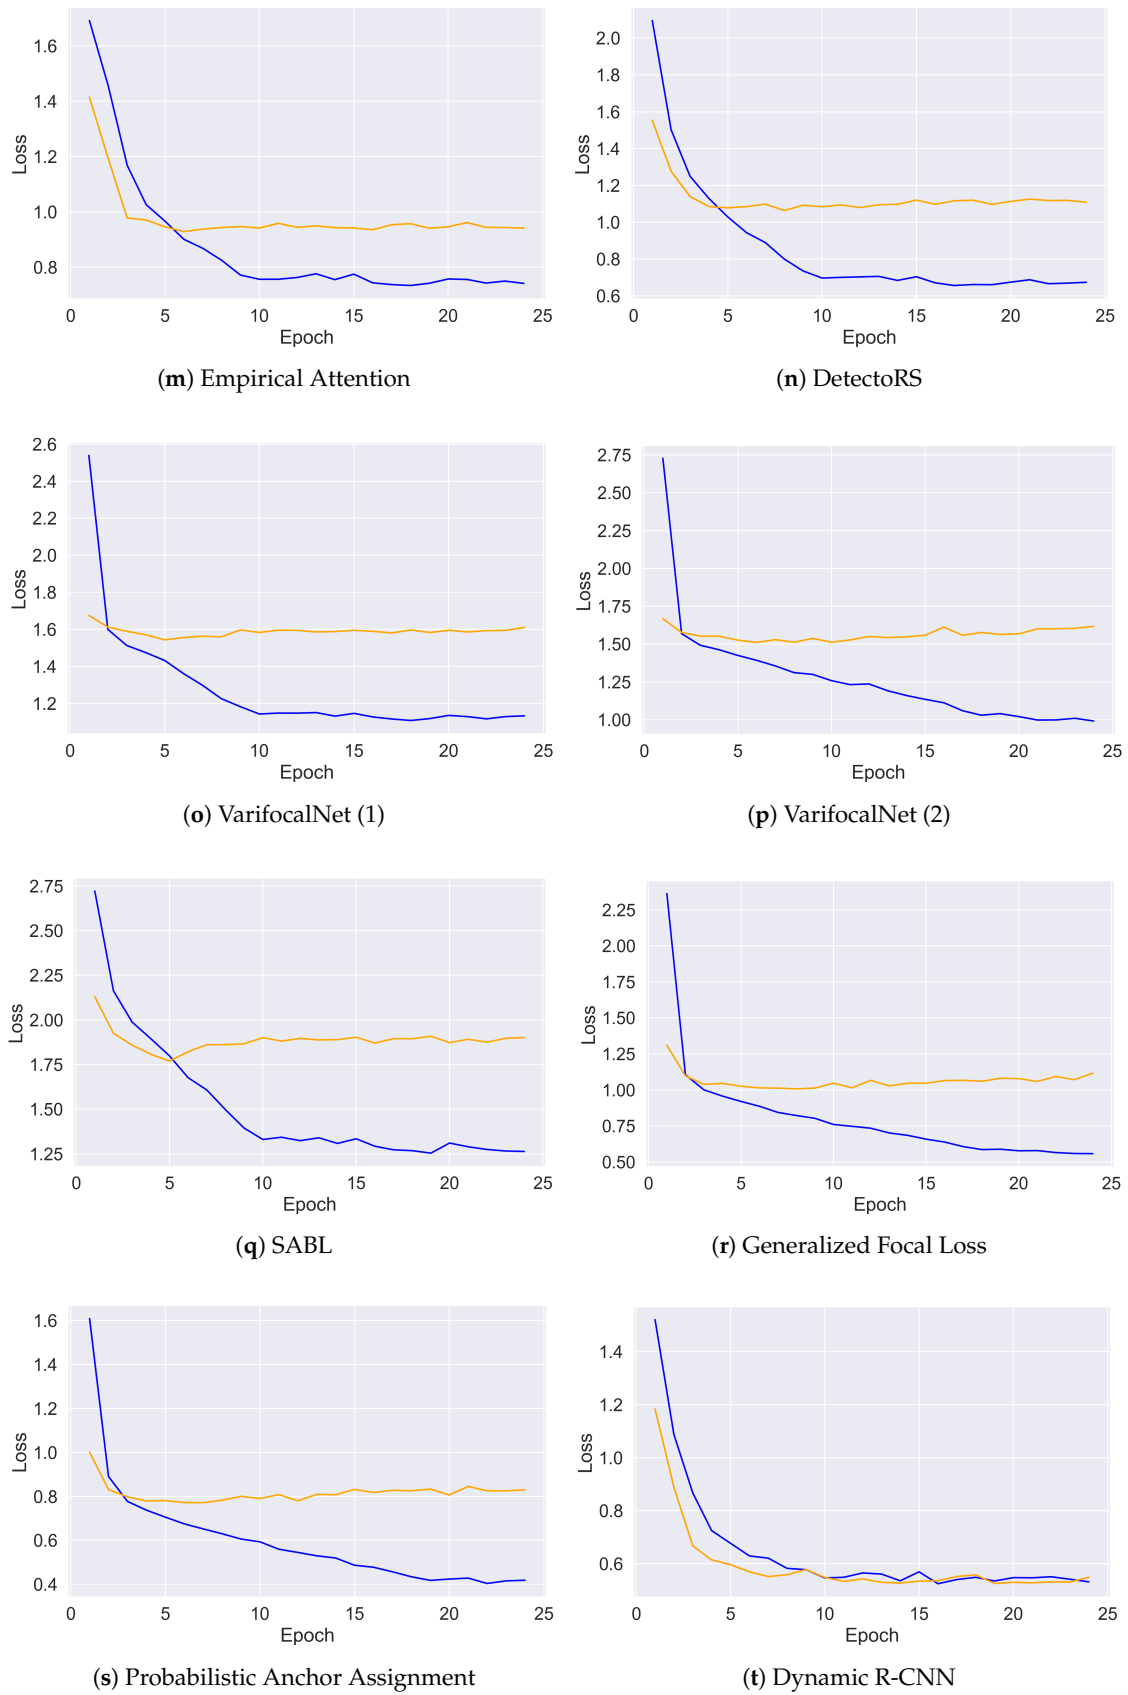 1.6
1.4
1.2
1.0
0.8
Loss
0 5 10 15 20 25
Epoch
(m) Empirical Attention
2.0
1.8
1.6
1.4
1.2
1.0
0.8
0.6
Loss
0 5 10 15 20 25
Epoch
(n) DetectoRS
2.6
2.4
2.2
2.0
1.8
1.6
1.4
1.2
Loss
0 5 10 15 20 25
Epoch
(o) VarifocalNet (1)
2.75
2.50
2.25
2.00
1.75
1.50
1.25
1.00
Loss
0 5 10 15 20 25
Epoch
(p) VarifocalNet (2)
2.75
2.50
2.25
2.00
1.75
1.50
1.25
Loss
0 5 10 15 20 25
Epoch
(q) SABL
2.25
2.00
1.75
1.50
1.25
1.00
0.75
0.50
Loss
0 5 10 15 20 25
Epoch
(r) Generalized Focal Loss
1.6
1.4
1.2
1.0
0.8
0.6
0.4
Loss
0 5 10 15 20 25
Epoch
(s) Probabilistic Anchor Assignment
1.4
1.2
1.0
0.8
0.6
Loss
0 5 10 15 20 25
Epoch
(t) Dynamic R-CNN